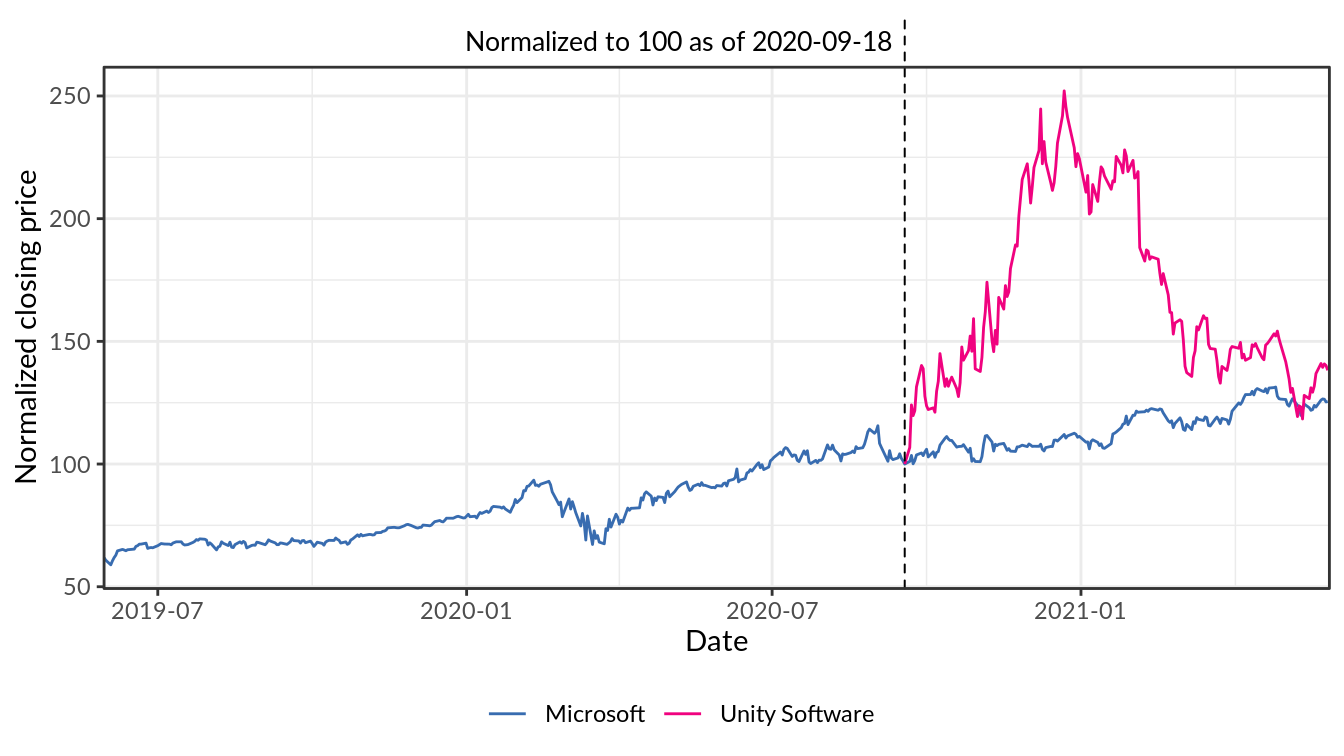 Normalized to 100 as of 2020-09-18
250
200
150
100
50
Normalized closing price
2019-07
2020-01
2020-07
2021-01
Date
Microsoft
Unity Software